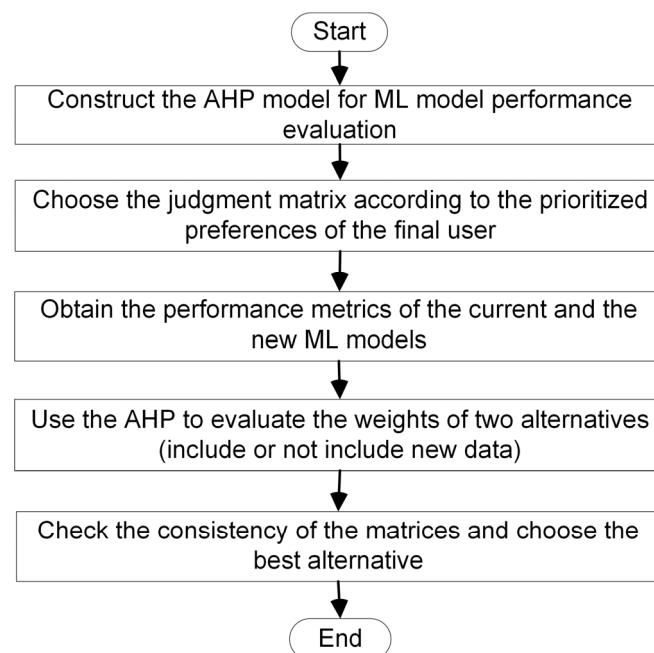 Start
Construct the AHP model for ML model performance
evaluation
Choose the judgment matrix according to the prioritized
preferences of the final user
Obtain the performance metrics of the current and the
new ML models
Use the AHP to evaluate the weights of two alternatives
(include or not include new data)
Check the consistency of the matrices and choose the
best alternative
End